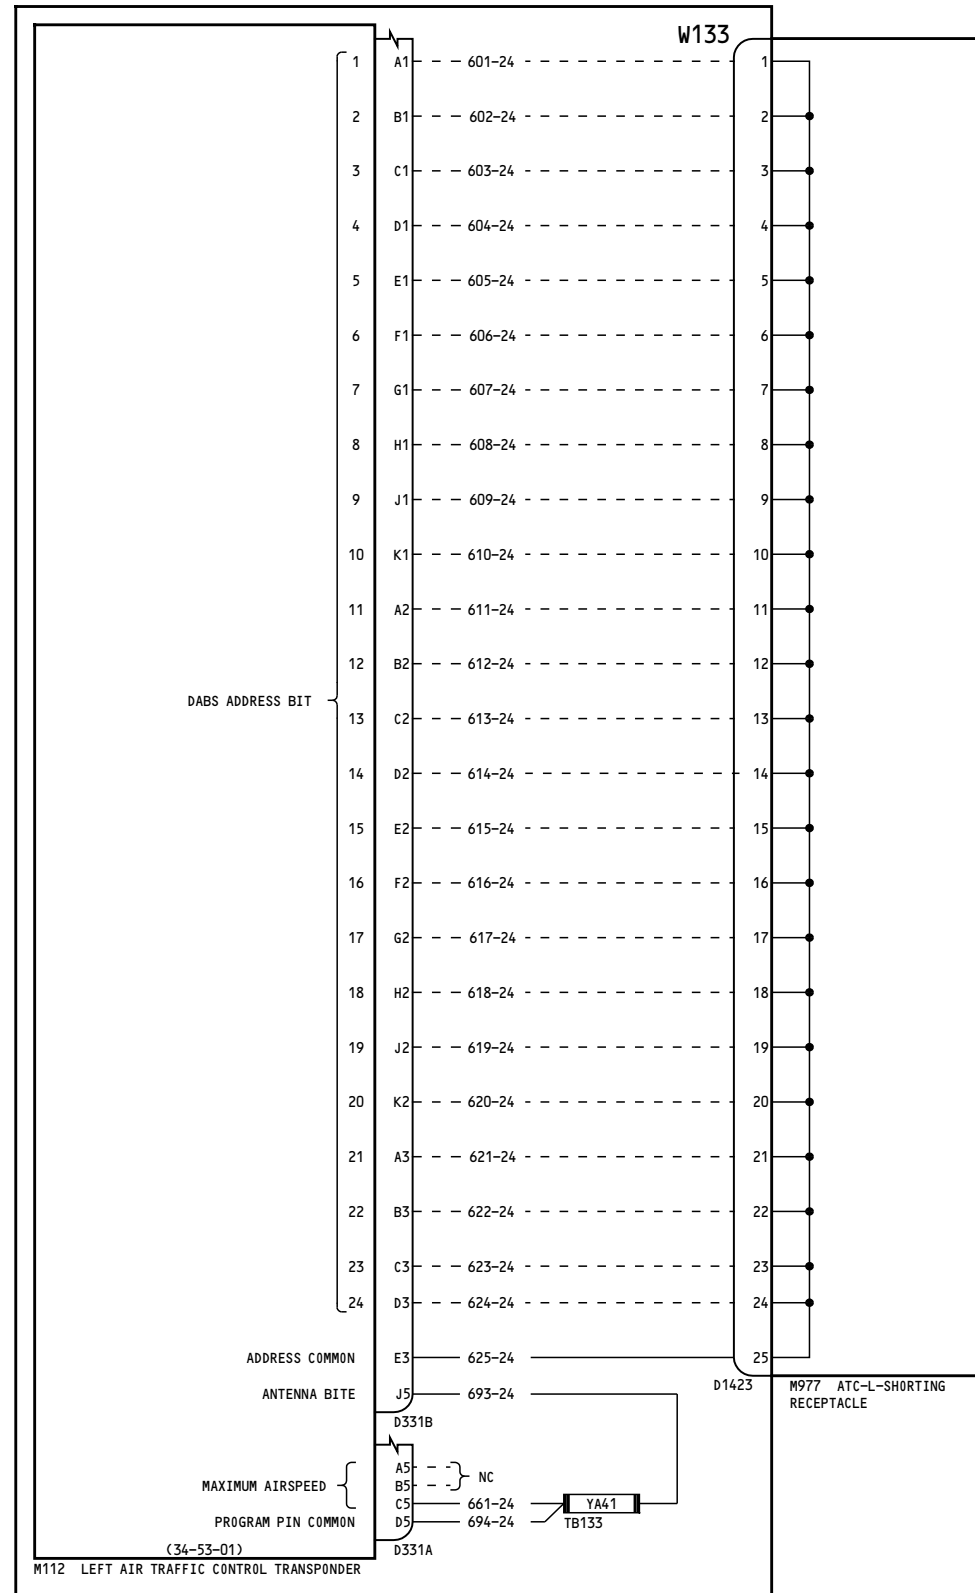 W133
1 A1 601-24 1
2 B1 602-24 2
3 C1 603-24 3
4 D1 604-24 4
5 E1 605-24 5
6 F1 606-24 6
7 G1 607-24 7
8 H1 608-24 8
9 J1 609-24 9
10 K1 610-24 10
11 A2 611-24 11
12 B2 612-24 12
DABS ADDRESS BIT
13 C2 613-24 13
14 D2 614-24 14
15 E2 615-24 15
16 F2 616-24 16
17 G2 617-24 17
18 H2 618-24 18
19 J2 619-24 19
20 K2 620-24 20
21 A3 621-24 21
22 B3 622-24 22
23 C3 623-24 23
24 D3 624-24 24
ADDRESS COMMON E3 625-24 25
D1423 M977 ATC-L-SHORTING
RECEPTACLE
ANTENNA BITE J5 693-24
D331B
A5
NC
MAXIMUM AIRSPEED B5
C5 661-24 YA41
PROGRAM PIN COMMON D5 694-24 TB133
(34-53-01) D331A
M112 LEFT AIR TRAFFIC CONTROL TRANSPONDER